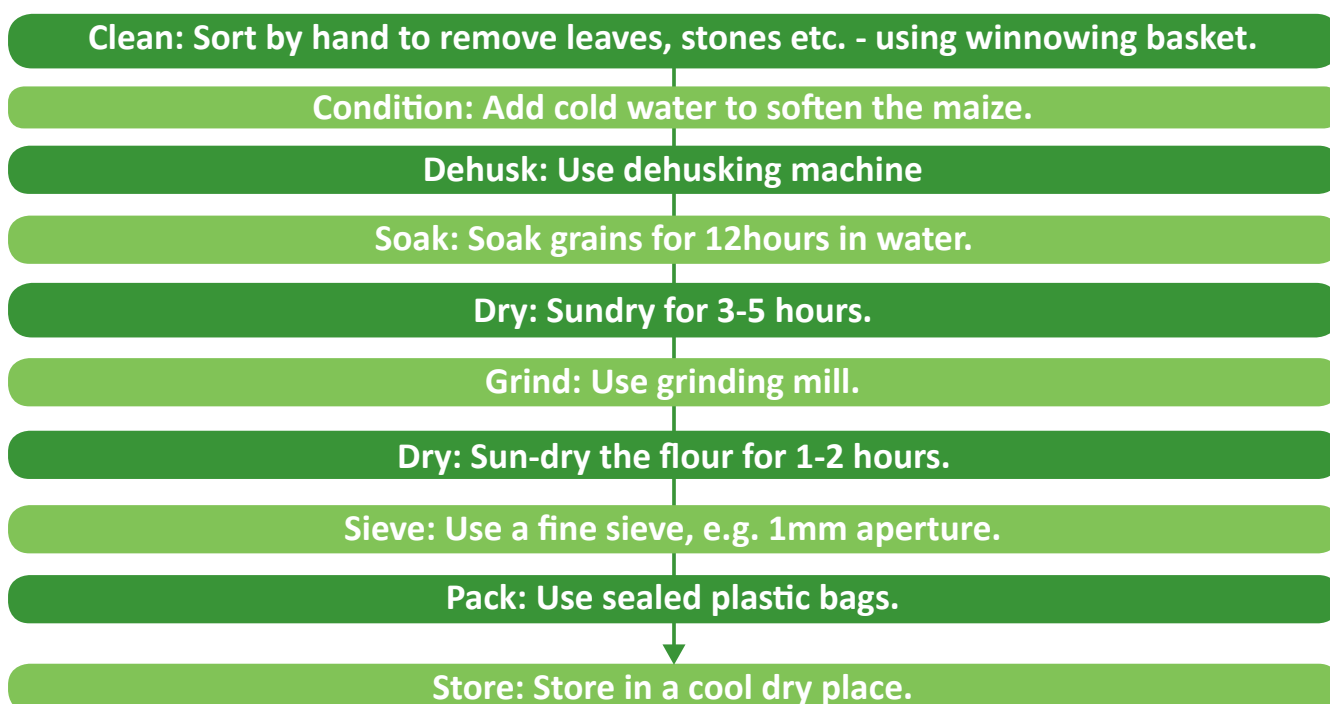 Clean: Sort by hand to remove leaves, stones etc. - using winnowing basket.
Condition: Add cold water to soften the maize.
Dehusk: Use dehusking machine
Soak: Soak grains for 12hours in water.
Dry: Sundry for 3-5 hours.
Grind: Use grinding mill.
Dry: Sun-dry the flour for 1-2 hours.
Sieve: Use a fine sieve, e.g. 1mm aperture.
Pack: Use sealed plastic bags.
Store: Store in a cool dry place.